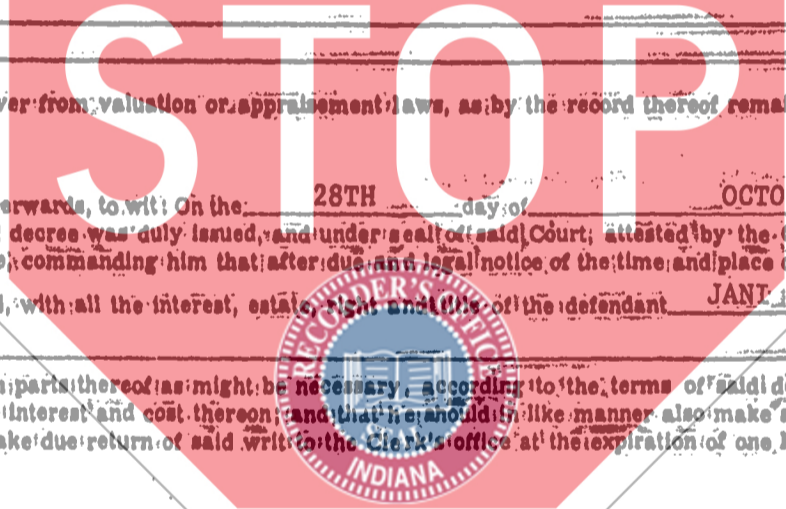 STOP
ver from valuation or appraisement laws, as by the record thereof remai
erwards, to wit: On the 28TH day of OCTO
decree was duly issued, and under seal of said Court, attested by the
, commanding him that after due and legal notice of the time and place
, with all the interest, estate, right and title of the defendant JANI
parts thereof as might be necessary, according to the terms of said d
interest and cost thereon; and that he should in like manner also make
ake due return of said writ to the Clerk's office at the expiration of one
RECORDER'S OFFICE
SEAL
INDIANA